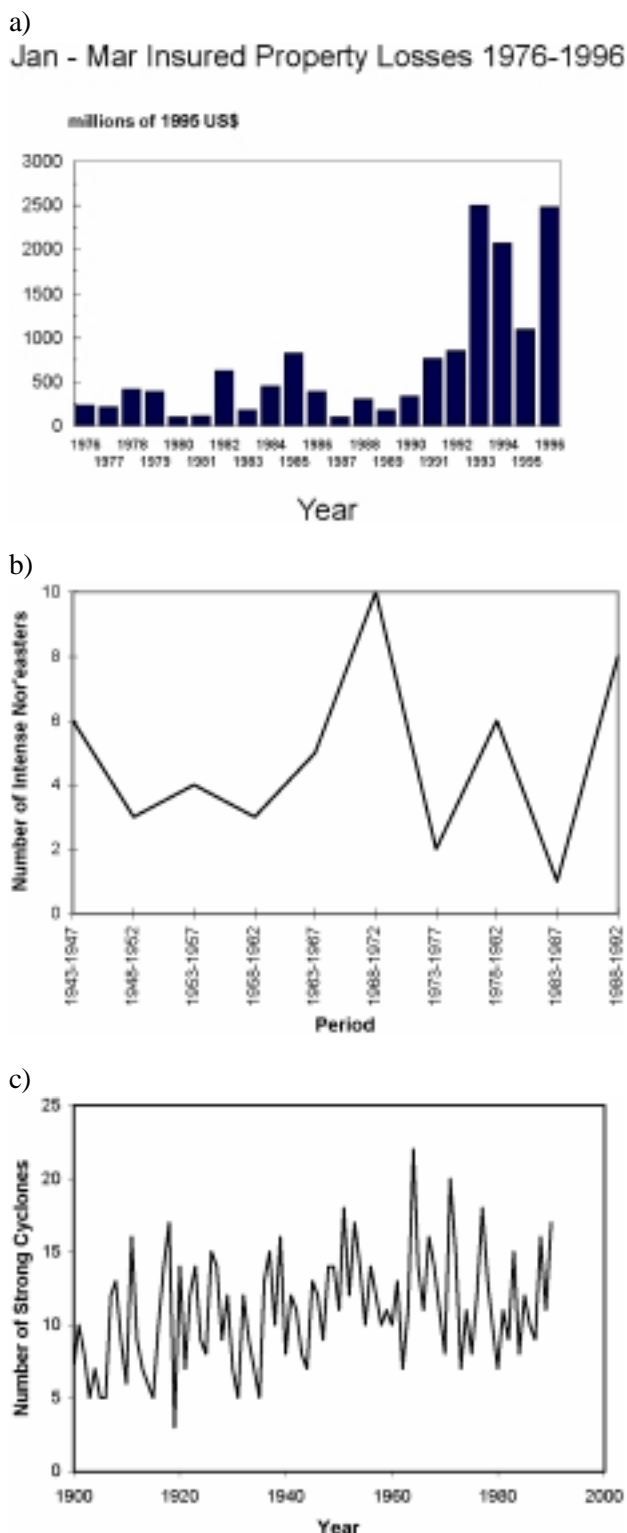 a)
Jan - Mar Insured Property Losses 1976-1996
millions of 1995 US$
3000
2500
2000
1500
1000
500
0
1976 1978 1980 1982 1984 1986 1988 1990 1992 1994 1996
1977 1979 1981 1983 1985 1987 1989 1991 1993 1995
Year
b)
Number of Intense Nor'easters
10
8
6
4
2
0
1943-1947
1948-1952
1953-1957
1958-1962
1963-1967
1968-1972
1973-1977
1978-1982
1983-1987
1988-1992
Period
c)
Number of Strong Cyclones
25
20
15
10
5
0
1900 1920 1940 1960 1980 2000
Year